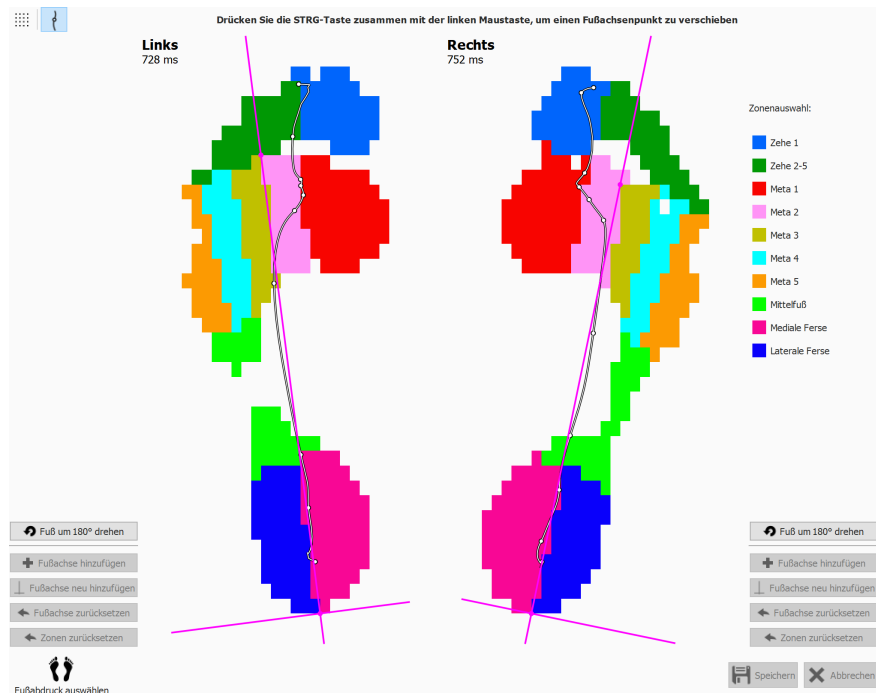 Drücken Sie die STRG-Taste zusammen mit der linken Maustaste, um einen Fußachsenpunkt zu verschieben
Links
728 ms
Rechts
752 ms
Zonenauswahl:
Zehe 1
Zehe 2-5
Meta 1
Meta 2
Meta 3
Meta 4
Meta 5
Mittelfuß
Mediale Ferse
Laterale Ferse
Fuß um 180° drehen
Fußachse hinzufügen
Fußachse neu hinzufügen
Fußachse zurücksetzen
Zonen zurücksetzen
Fußabdruck auswählen
Fuß um 180° drehen
Fußachse hinzufügen
Fußachse neu hinzufügen
Fußachse zurücksetzen
Zonen zurücksetzen
Speichern
Abbrechen